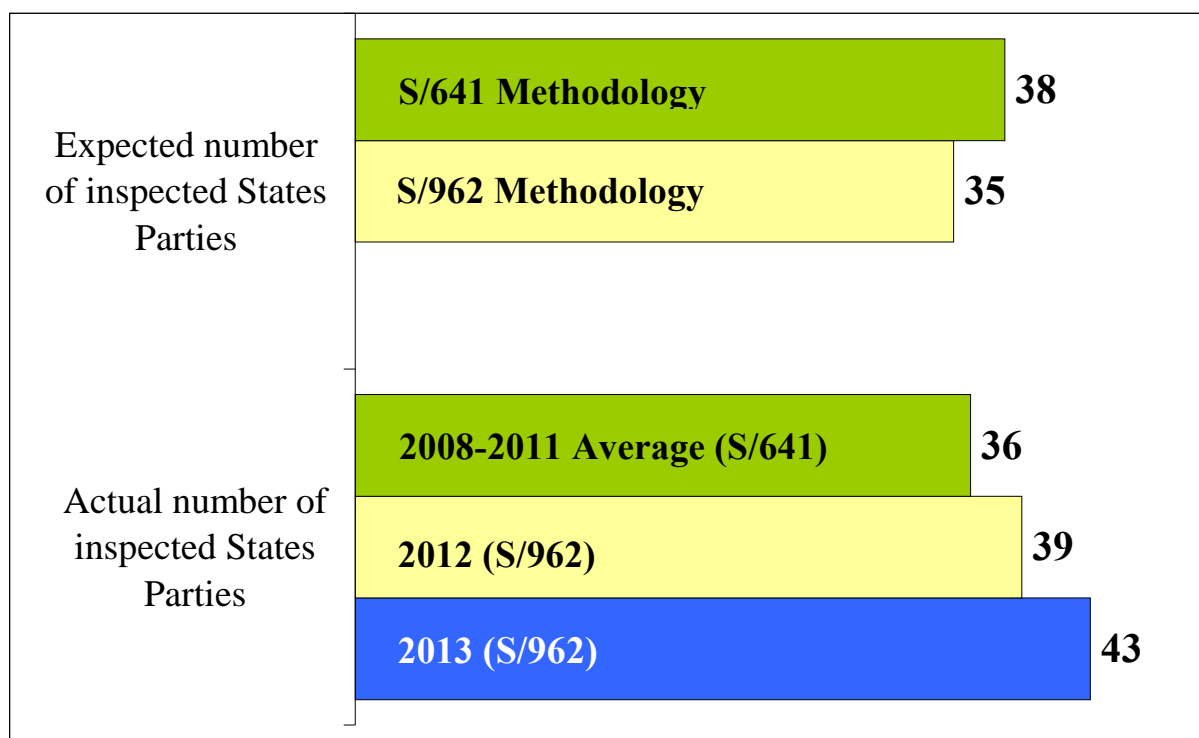 Expected number
of inspected States
Parties
S/641 Methodology
38
S/962 Methodology
35
Actual number of
inspected States
Parties
2008-2011 Average (S/641)
36
2012 (S/962)
39
2013 (S/962)
43